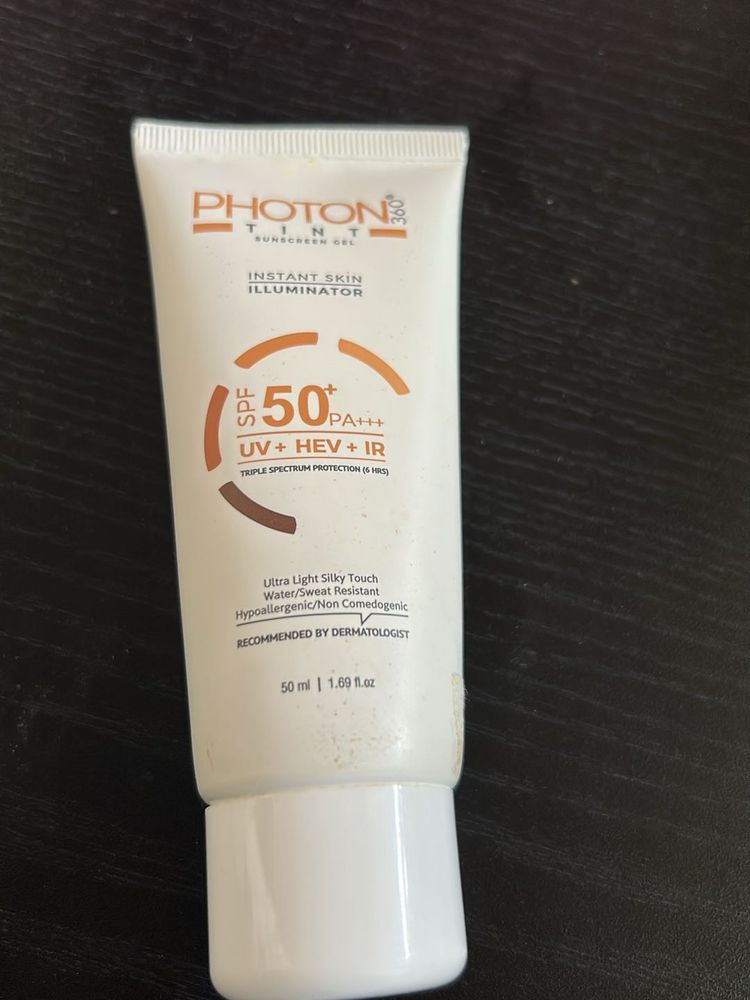 PHOTON 360°
TINT
SUNSCREEN GEL
INSTANT SKIN
ILLUMINATOR
SPF 50+ PA+++
UV + HEV + IR
TRIPLE SPECTRUM PROTECTION (6 HRS)
Ultra Light Silky Touch
Water/Sweat Resistant
Hypoallergenic/Non Comedogenic
RECOMMENDED BY DERMATOLOGIST
50 ml | 1.69 fl.oz